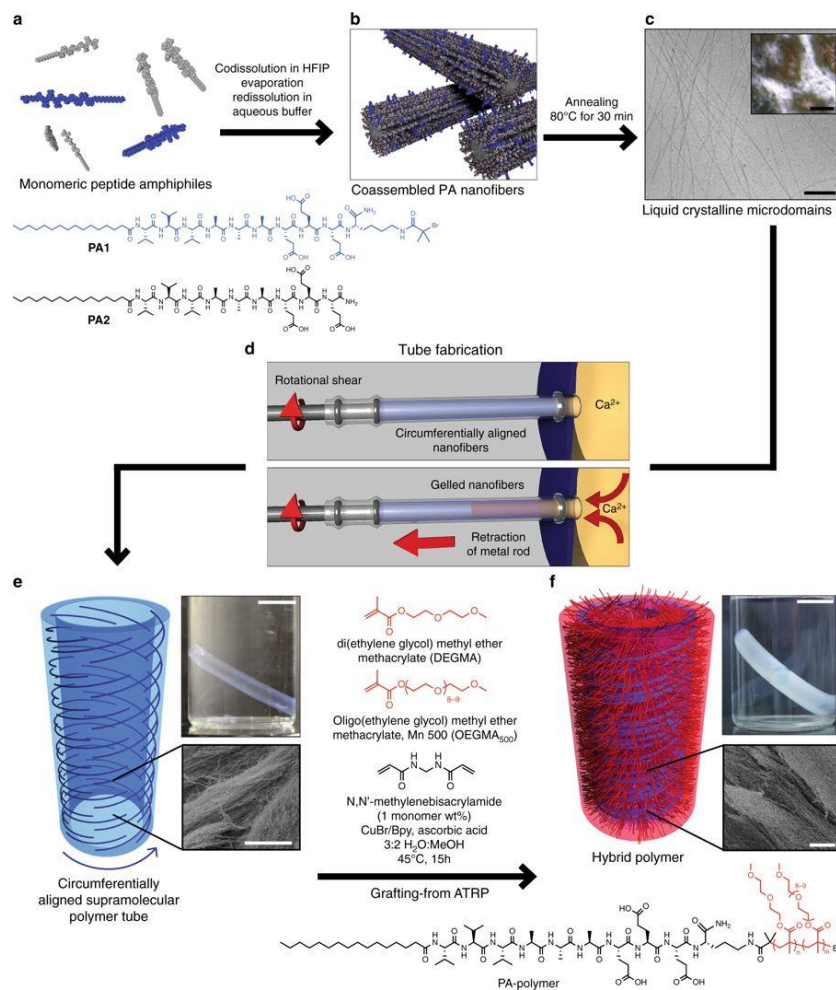 a
Codissolution in HFIP
evaporation
redissolution in
aqueous buffer
Monomeric peptide amphiphiles
b
Coassembled PA nanofibers
Annealing
80°C for 30 min
c
Liquid crystalline microdomains
PA1
PA2
d
Tube fabrication
Rotational shear
Circumferentially aligned
nanofibers
Ca2+
Gelled nanofibers
Retraction
of metal rod
Ca2+
e
Circumferentially
aligned supramolecular
polymer tube
di(ethylene glycol) methyl ether
methacrylate (DEGMA)
8–9
Oligo(ethylene glycol) methyl ether
methacrylate, Mn 500 (OEGMA500)
N,N′-methylenebisacrylamide
(1 monomer wt%)
CuBr/Bpy, ascorbic acid
3:2 H2O:MeOH
45°C, 15h
Grafting-from ATRP
f
Hybrid polymer
8–9
PA-polymer